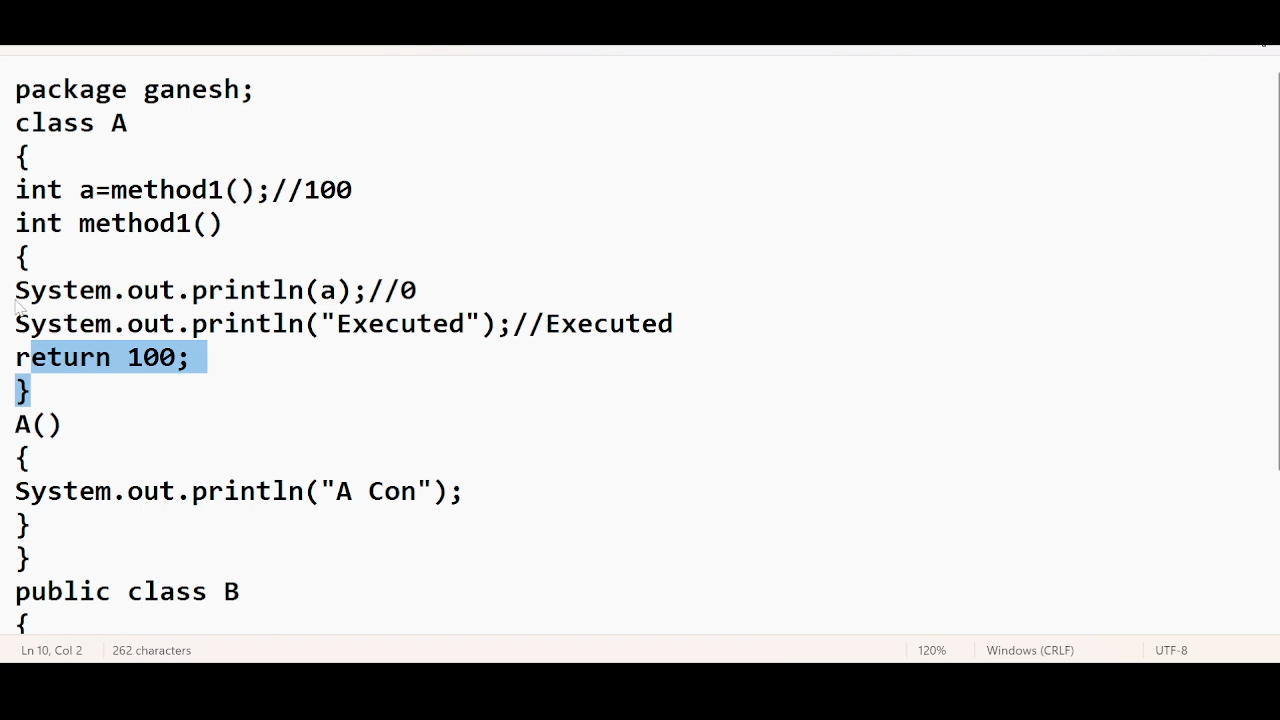 package ganesh;
class A
{
int a=method1();//100
int method1()
{
System.out.println(a);//0
System.out.println("Executed");//Executed
return 100;
}
A()
{
System.out.println("A Con");
}
}
public class B
{
Ln 10, Col 2 262 characters 120% Windows (CRLF) UTF-8